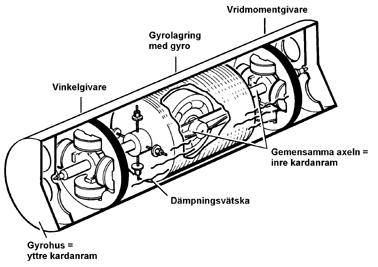 Vridmomentgivare
Gyrolagring
med gyro
Vinkelgivare
Gemensamma axeln =
inre kardanram
Dämpningsvätska
Gyrohus =
yttre kardanram